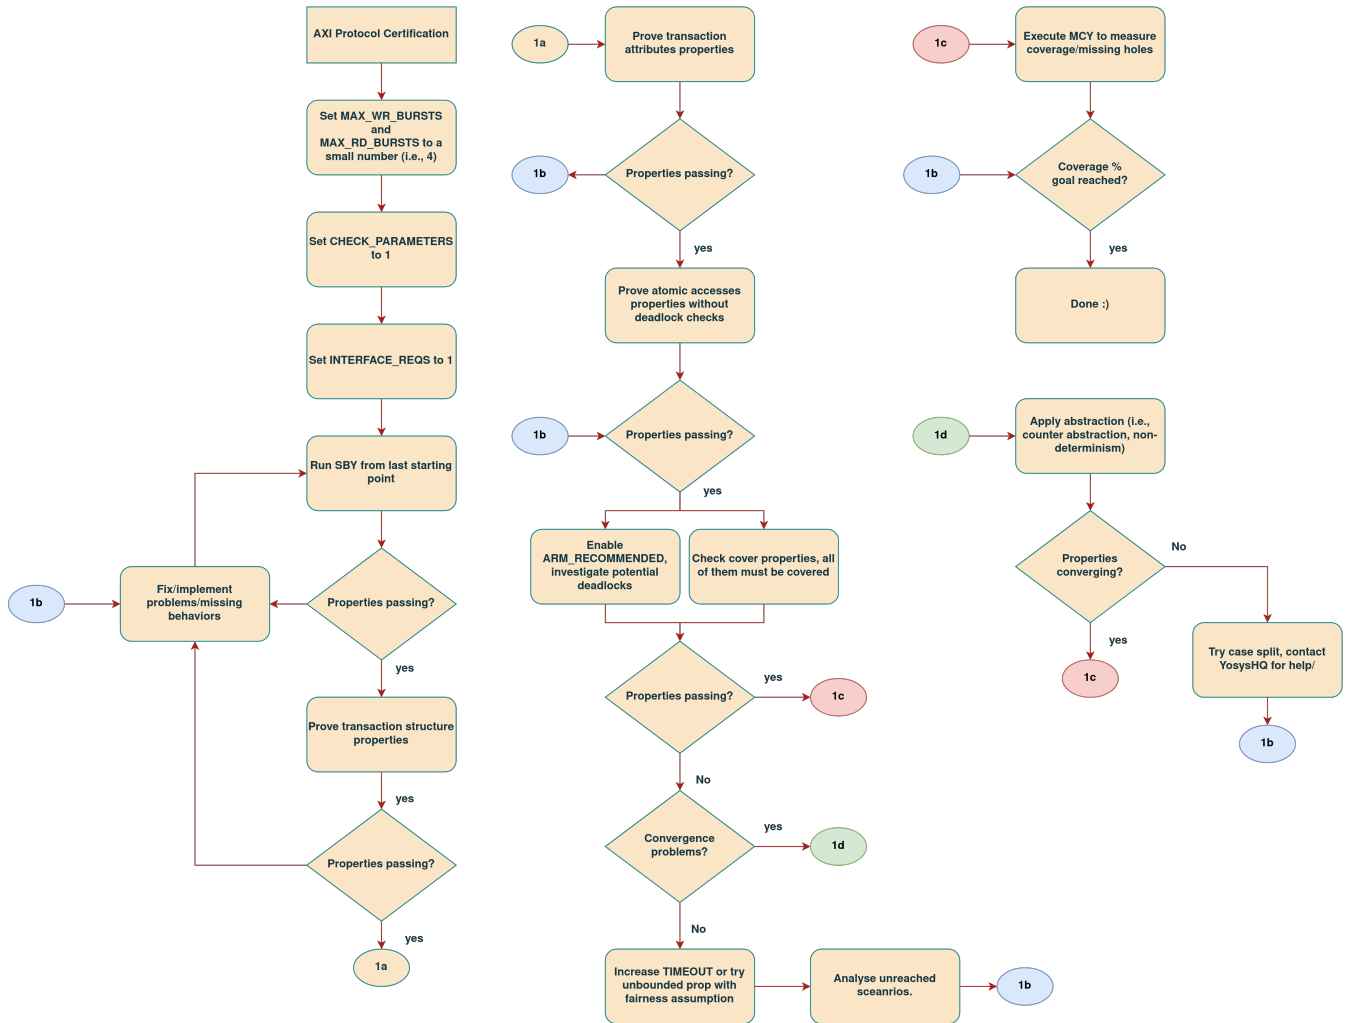 AXI Protocol Certification
Set MAX_WR_BURSTS
and
MAX_RD_BURSTS to a
small number (i.e., 4)
Set CHECK_PARAMETERS
to 1
Set INTERFACE_REQS to 1
Run SBY from last starting
point
1b
Fix/implement
problems/missing
behaviors
Properties passing?
yes
Prove transaction structure
properties
yes
Properties passing?
yes
1a
1a
Prove transaction
attributes properties
1b
Properties passing?
yes
Prove atomic accesses
properties without
deadlock checks
1b
Properties passing?
yes
Enable
ARM_RECOMMENDED,
investigate potential
deadlocks
Check cover properties, all
of them must be covered
Properties passing?
yes
1c
No
Convergence
problems?
yes
1d
No
Increase TIMEOUT or try
unbounded prop with
fairness assumption
Analyse unreached
sceanrios.
1b
1c
Execute MCY to measure
coverage/missing holes
1b
Coverage %
goal reached?
yes
Done :)
1d
Apply abstraction (i.e.,
counter abstraction, non-
determinism)
Properties
converging?
No
yes
1c
Try case split, contact
YosysHQ for help/
1b